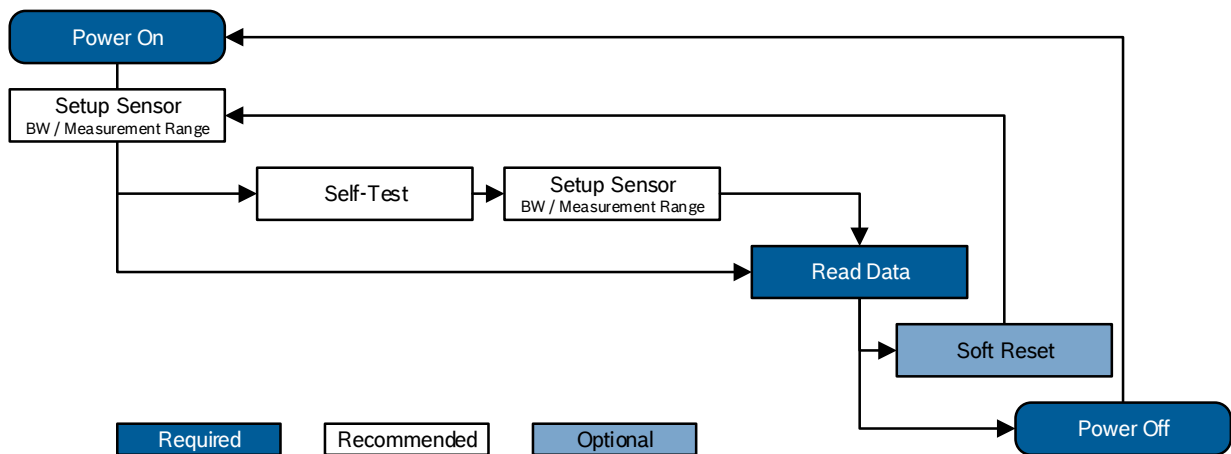 Power On
Setup Sensor
BW / Measurement Range
Self-Test
Setup Sensor
BW / Measurement Range
Read Data
Soft Reset
Power Off
Required
Recommended
Optional